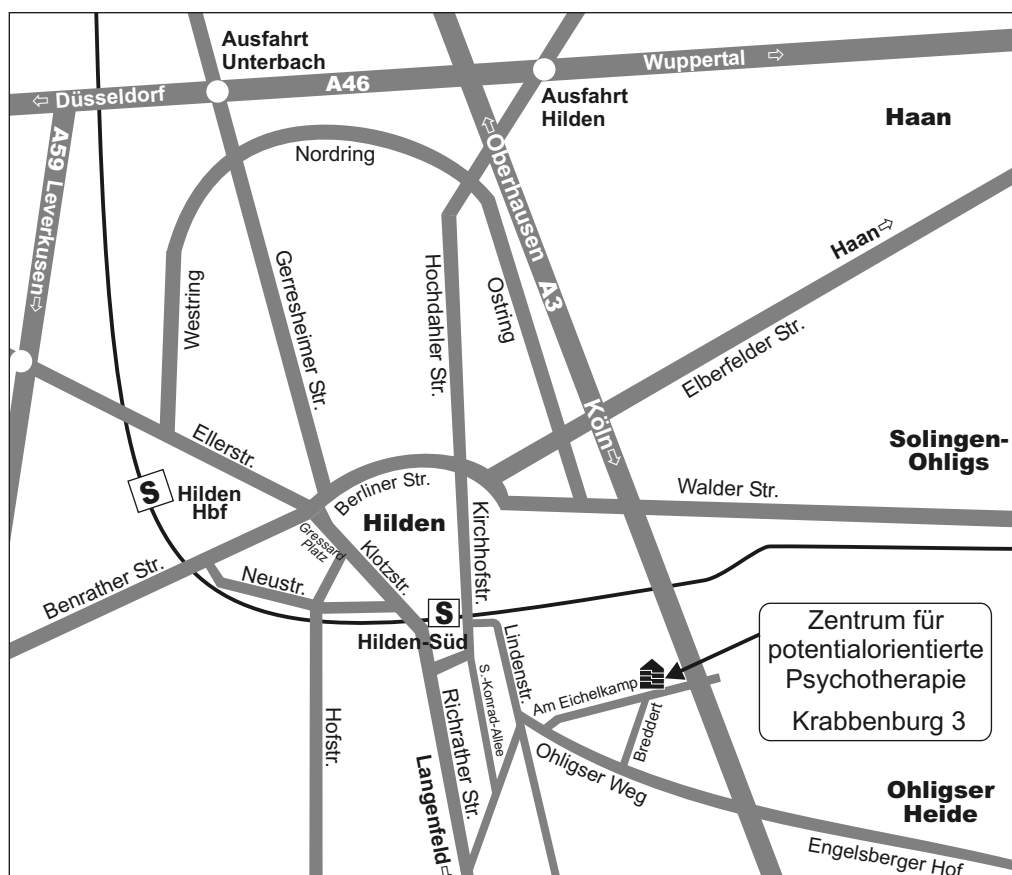 Ausfahrt
Unterbach
⇦ Düsseldorf
A46
Wuppertal ⇨
Ausfahrt
Hilden
Haan
A59 Leverkusen⇨
Nordring
⇦Oberhausen A3
Köln⇨
Haan⇨
Westring
Gerresheimer Str.
Hochdahler Str.
Ostring
Elberfelder Str.
Ellerstr.
Solingen-
Ohligs
S
Hilden
Hbf
Berliner Str.
Walder Str.
Hilden
Gressard
Platz
Klotzstr.
Kirchhofstr.
Benrather Str.
Neustr.
S
Hilden-Süd
Lindenstr.
Zentrum für
potentialorientierte
Psychotherapie
Krabbenburg 3
Am Eichelkamp
S.-Konrad-Allee
Breddert
Hofstr.
Richrather Str.
Langenfeld⇨
Ohligser Weg
Ohligser
Heide
Engelsberger Hof